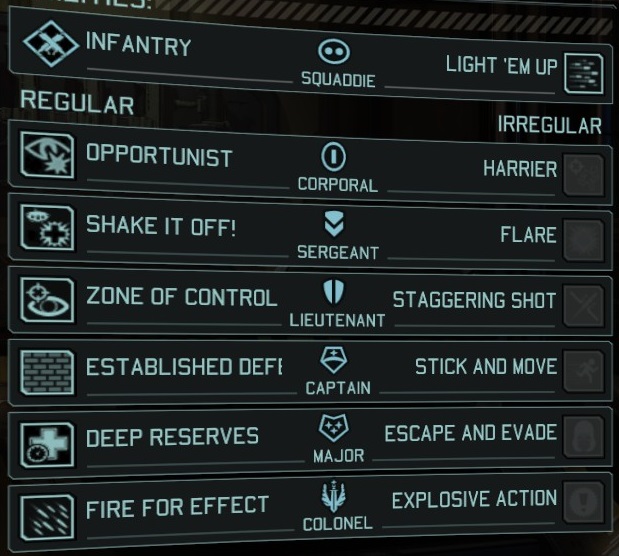 INFANTRY SQUADDIE LIGHT 'EM UP
REGULAR IRREGULAR
OPPORTUNIST CORPORAL HARRIER
SHAKE IT OFF! SERGEANT FLARE
ZONE OF CONTROL LIEUTENANT STAGGERING SHOT
ESTABLISHED CAPTAIN STICK AND MOVE
DEEP RESERVES MAJOR ESCAPE AND EVADE
FIRE FOR EFFECT COLONEL EXPLOSIVE ACTION